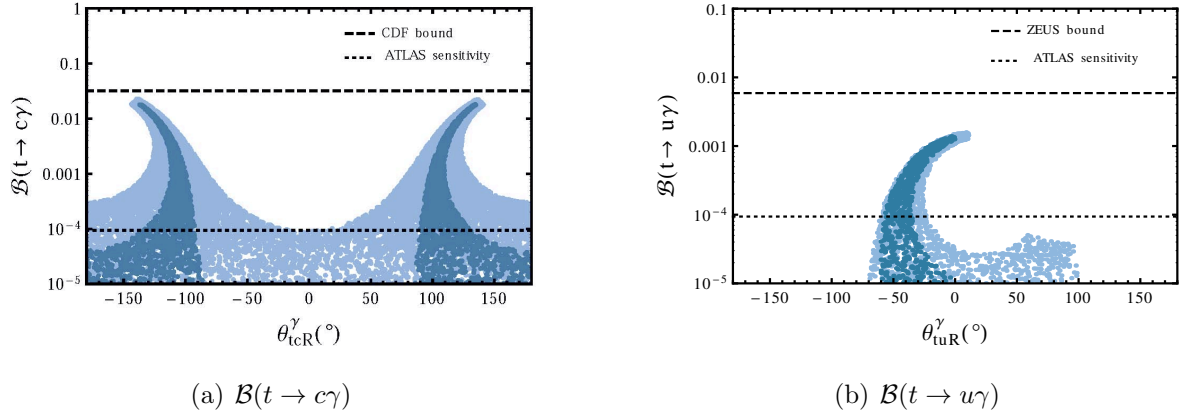 CDF bound
ATLAS sensitivity
1
0.1
0.01
0.001
10⁻⁴
10⁻⁵
ℬ(t→ cγ)
−150 −100 −50 0 50 100 150
θ^γ_tcR(°)
(a) ℬ(t → cγ)
ZEUS bound
ATLAS sensitivity
0.1
0.01
0.001
10⁻⁴
10⁻⁵
ℬ(t→ uγ)
−150 −100 −50 0 50 100 150
θ^γ_tuR(°)
(b) ℬ(t → uγ)